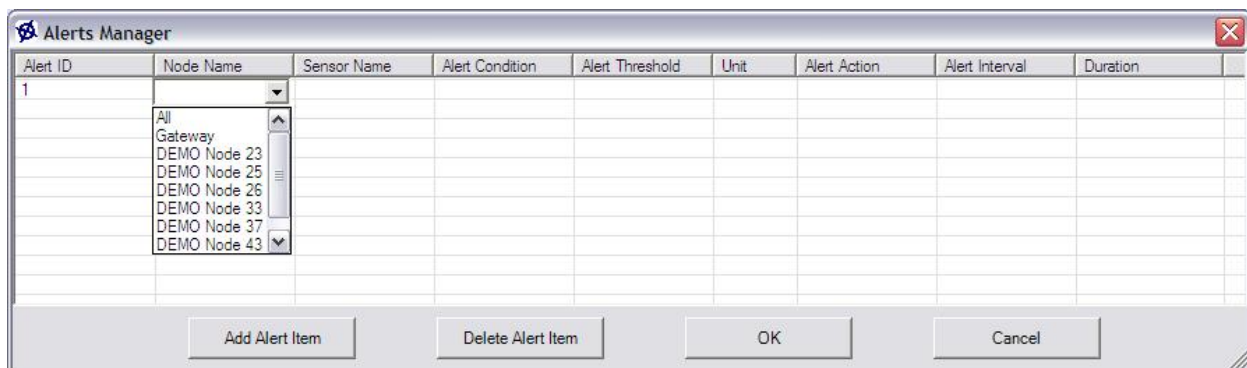 Alerts Manager
Alert ID Node Name Sensor Name Alert Condition Alert Threshold Unit Alert Action Alert Interval Duration
1
All
Gateway
DEMO Node 23
DEMO Node 25
DEMO Node 26
DEMO Node 33
DEMO Node 37
DEMO Node 43
Add Alert Item Delete Alert Item OK Cancel